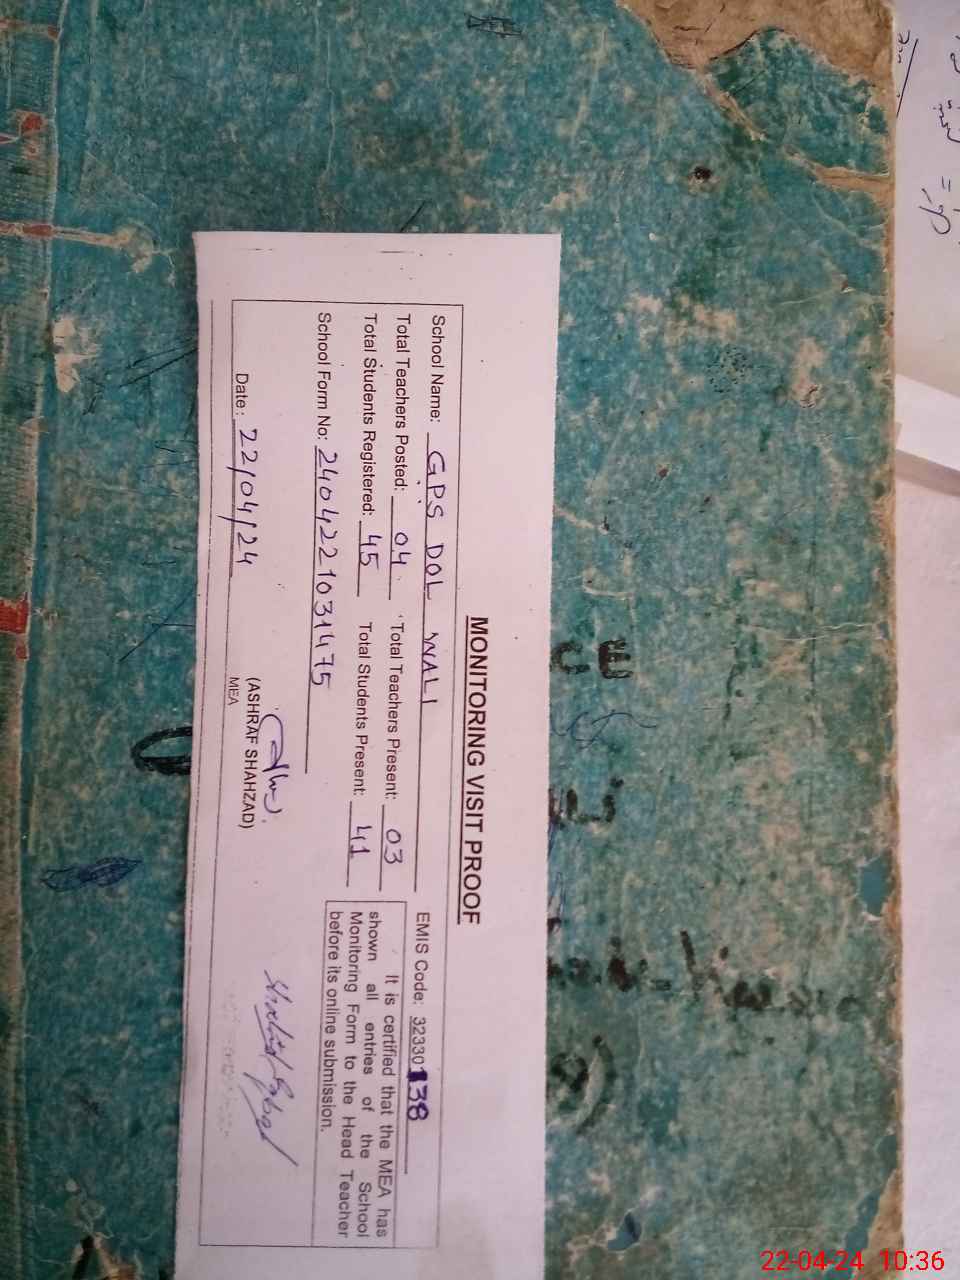 MONITORING VISIT PROOF
School Name: GPS DOL WALI EMIS Code: 32330138
Total Teachers Posted: 04 Total Teachers Present: 03
Total Students Registered: 45 Total Students Present: 41
School Form No: 2404221031475
It is certified that the MEA has
shown all entries of the School
Monitoring Form to the Head Teacher
before its online submission.
Date: 22/04/24
(ASHRAF SHAHZAD)
MEA
22-04-24 10:36